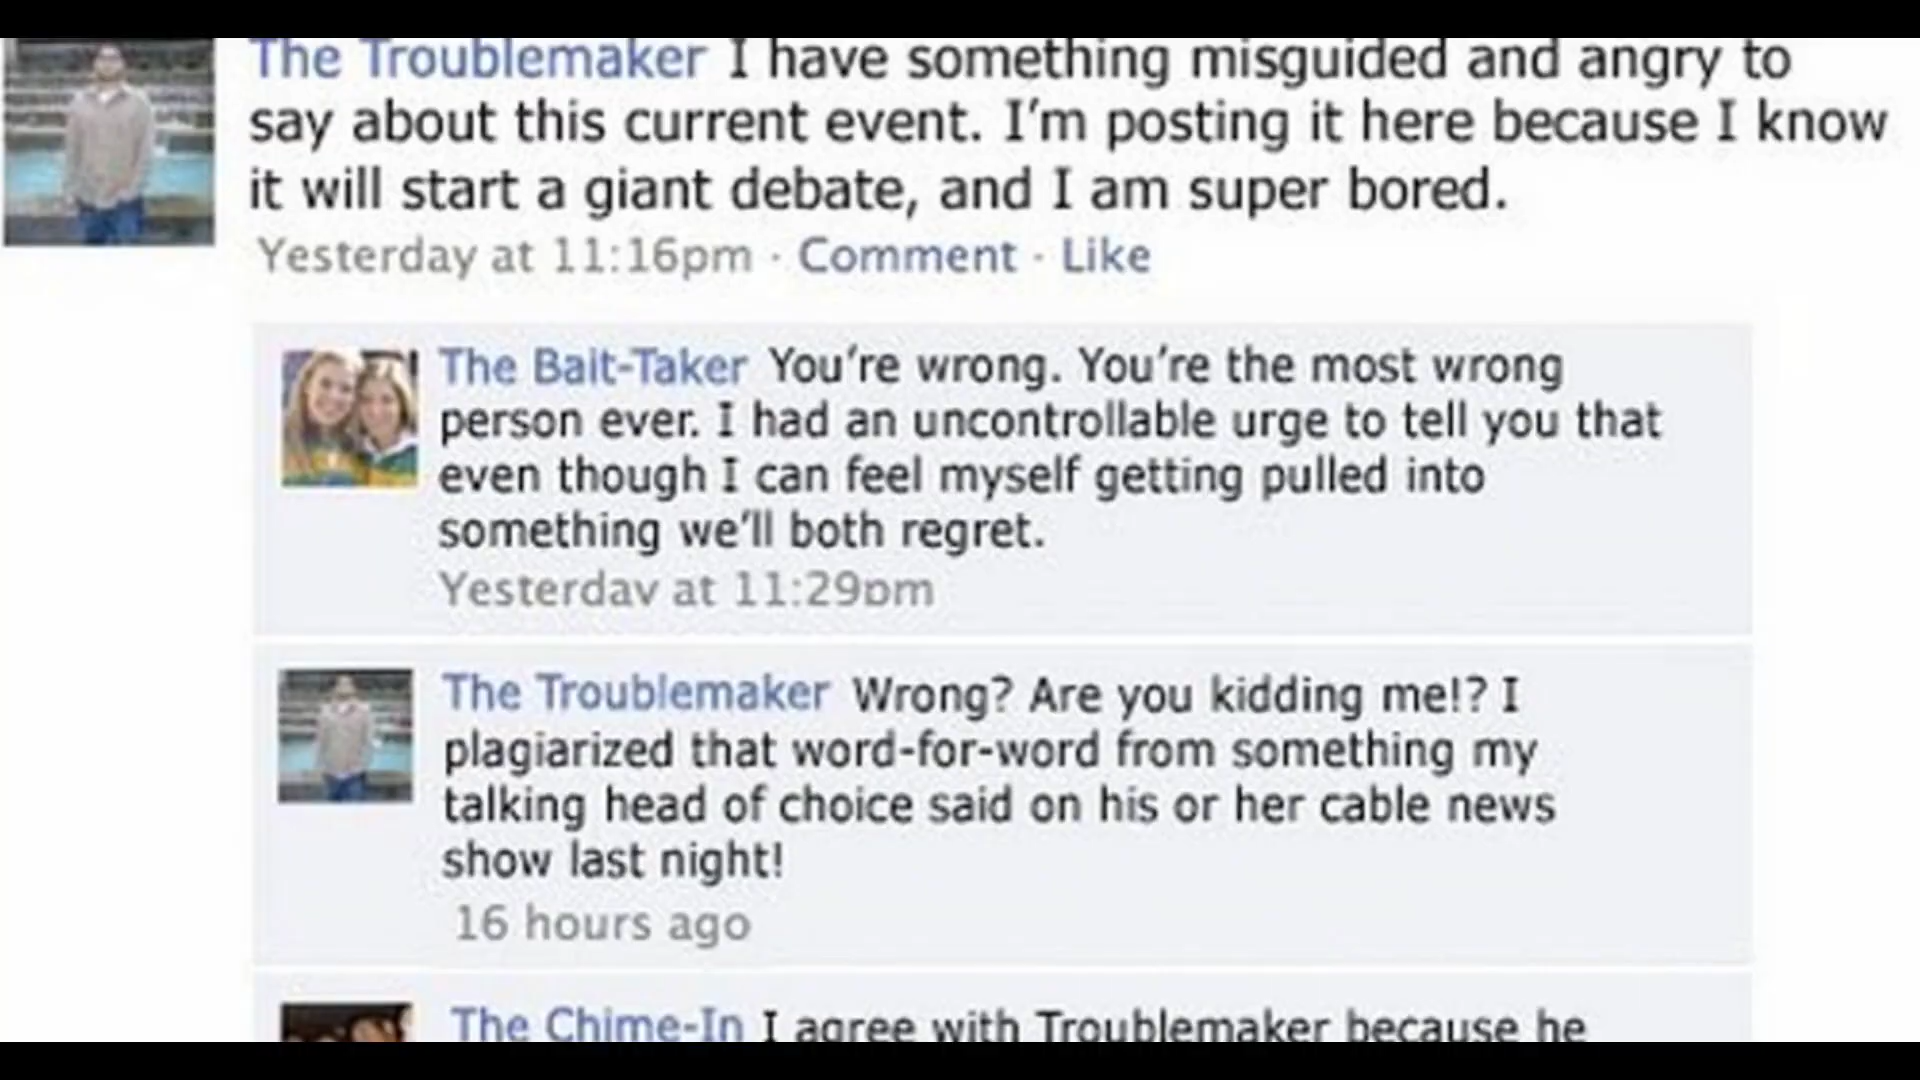 The Troublemaker I have something misguided and angry to
say about this current event. I'm posting it here because I know
it will start a giant debate, and I am super bored.
Yesterday at 11:16pm · Comment · Like
The Bait-Taker You're wrong. You're the most wrong
person ever. I had an uncontrollable urge to tell you that
even though I can feel myself getting pulled into
something we'll both regret.
Yesterday at 11:29pm
The Troublemaker Wrong? Are you kidding me!? I
plagiarized that word-for-word from something my
talking head of choice said on his or her cable news
show last night!
16 hours ago
The Chime-In I agree with Troublemaker because he